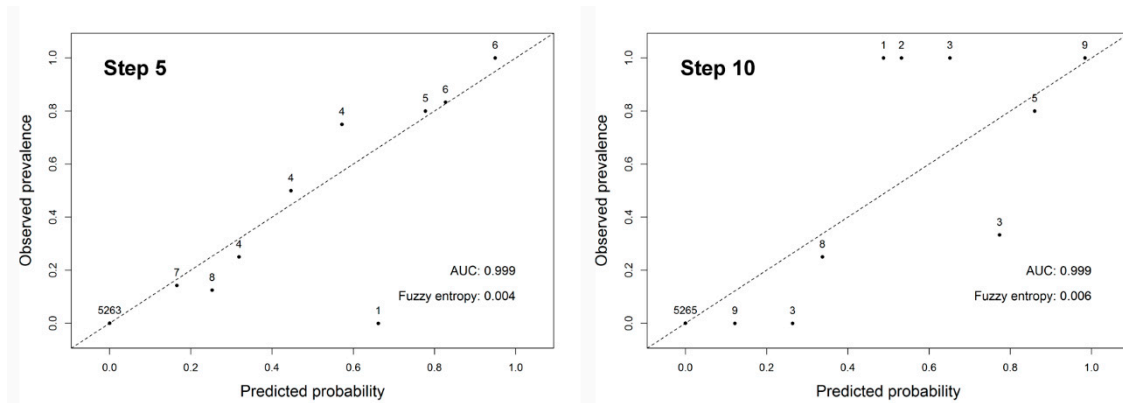 Step 5
Observed prevalence
1.0
0.8
0.6
0.4
0.2
0.0
6
6
5
4
4
4
7
8
5263
1
AUC: 0.999
Fuzzy entropy: 0.004
0.0 0.2 0.4 0.6 0.8 1.0
Predicted probability
Step 10
Observed prevalence
1.0
0.8
0.6
0.4
0.2
0.0
1 2 3 9
5
3
8
5265 9 3
AUC: 0.999
Fuzzy entropy: 0.006
0.0 0.2 0.4 0.6 0.8 1.0
Predicted probability